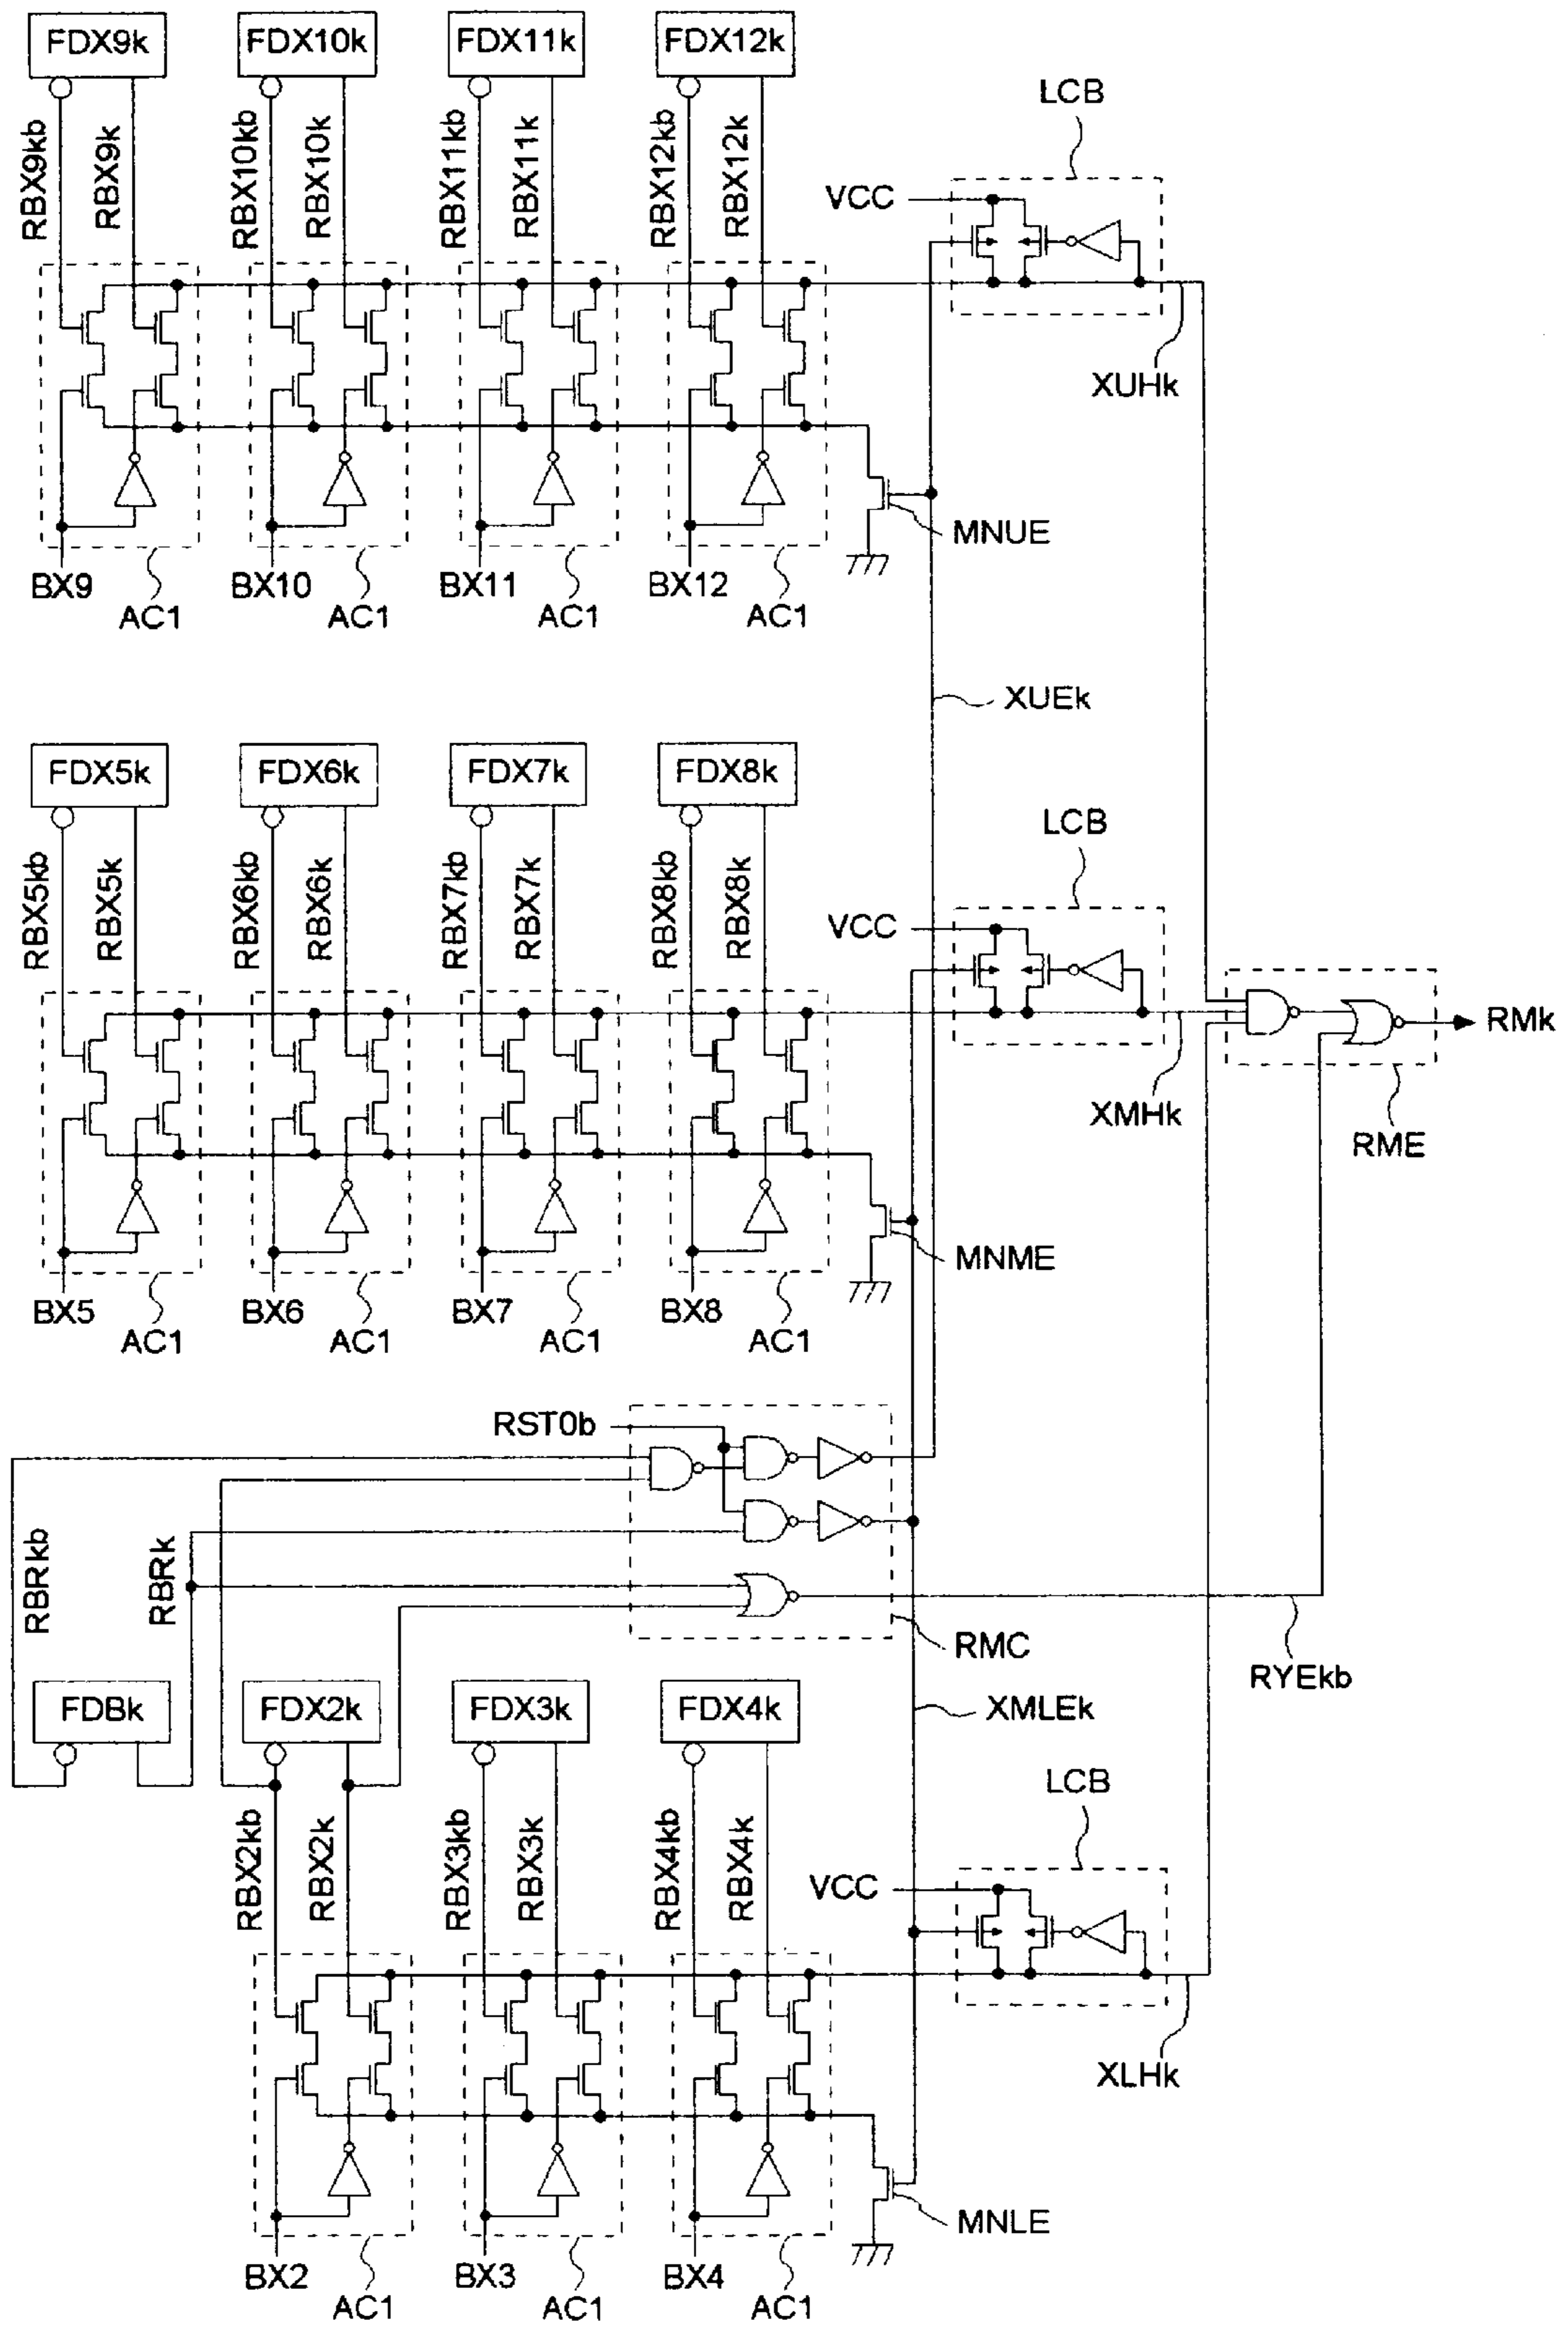 FDX9k FDX10k FDX11k FDX12k
LCB
RBX9kb RBX9k RBX10kb RBX10k RBX11kb RBX11k RBX12kb RBX12k
VCC
XUHk
MNUE
BX9 BX10 BX11 BX12
AC1 AC1 AC1 AC1
XUEk
FDX5k FDX6k FDX7k FDX8k
LCB
RBX5kb RBX5k RBX6kb RBX6k RBX7kb RBX7k RBX8kb RBX8k
VCC
RMk
XMHk
RME
MNME
BX5 BX6 BX7 BX8
AC1 AC1 AC1 AC1
RST0b
RBRkb RBRk
RMC
RYEkb
FDBk FDX2k FDX3k FDX4k
XMLEk
LCB
RBX2kb RBX2k RBX3kb RBX3k RBX4kb RBX4k
VCC
XLHk
MNLE
BX2 BX3 BX4
AC1 AC1 AC1